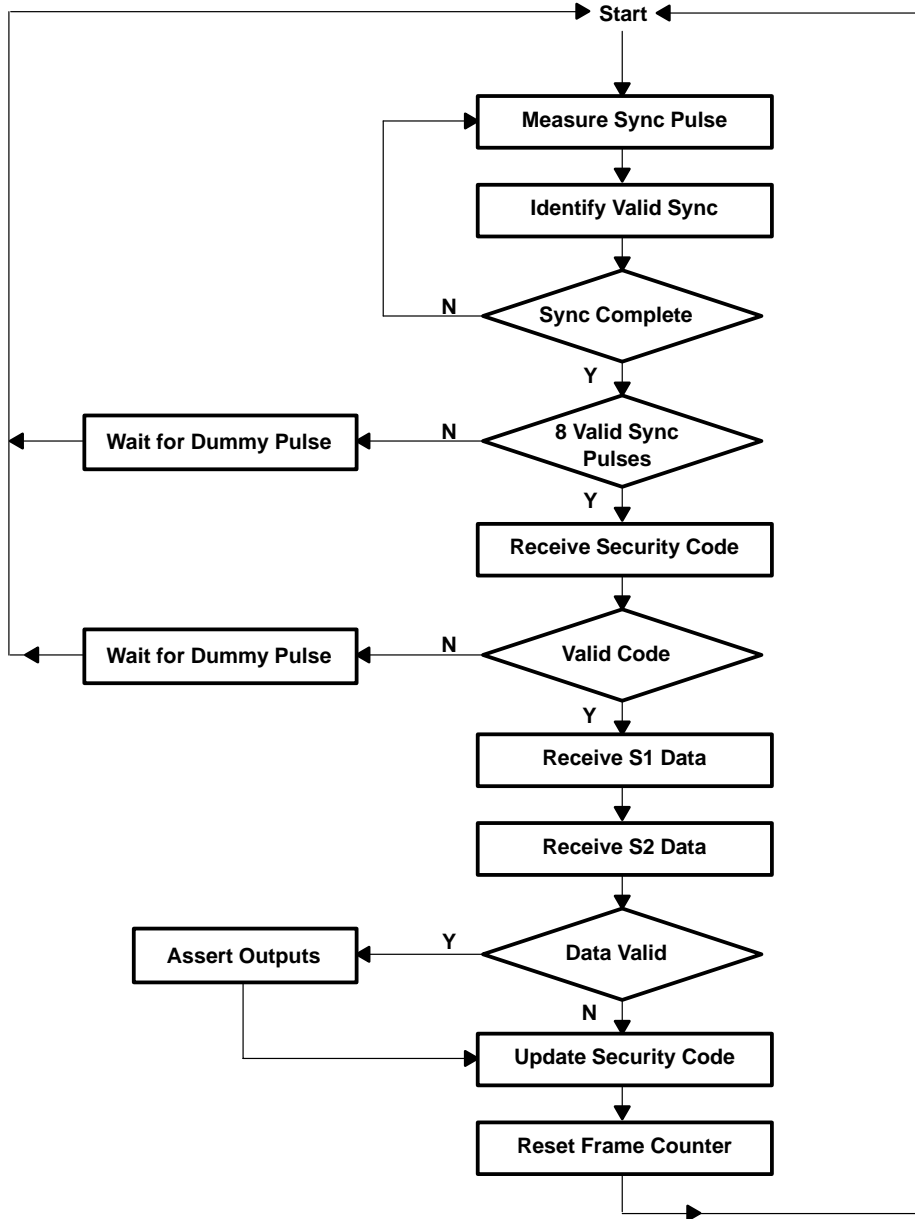 Start
Measure Sync Pulse
Identify Valid Sync
N
Sync Complete
Y
Wait for Dummy Pulse
N
8 Valid Sync
Pulses
Y
Receive Security Code
Wait for Dummy Pulse
N
Valid Code
Y
Receive S1 Data
Receive S2 Data
Assert Outputs
Y
Data Valid
N
Update Security Code
Reset Frame Counter